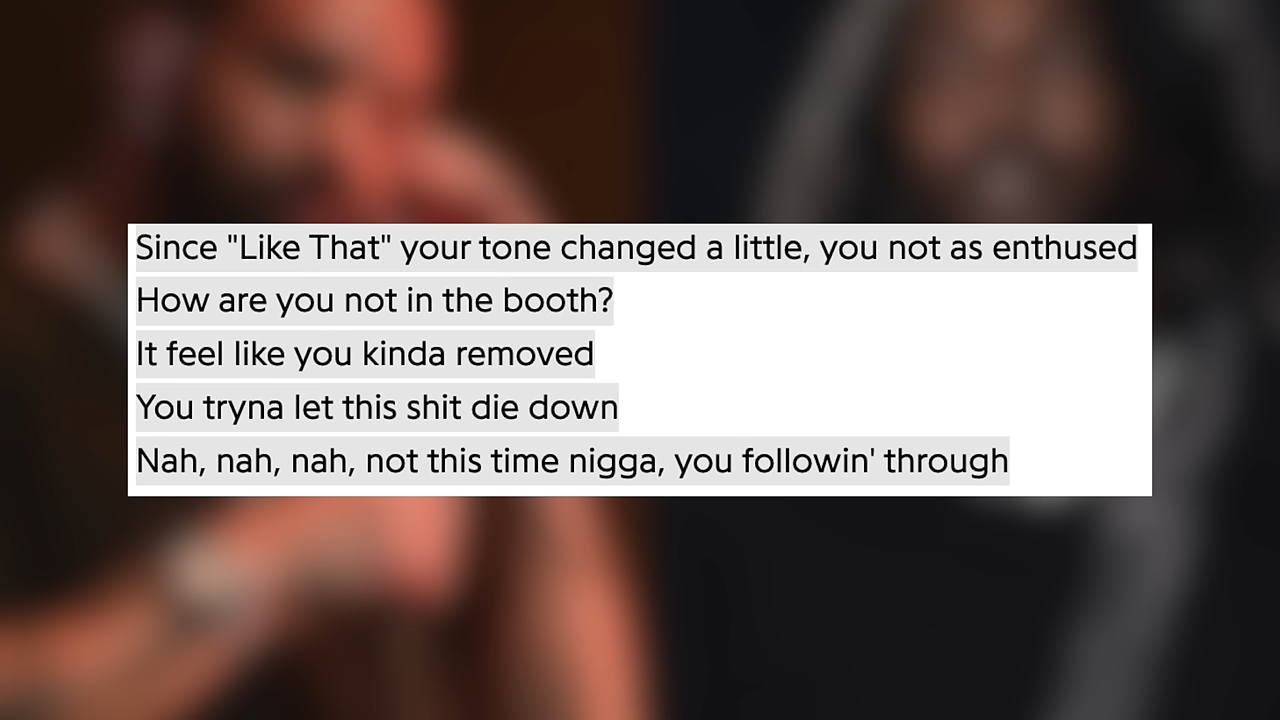 Since "Like That" your tone changed a little, you not as enthused
How are you not in the booth?
It feel like you kinda removed
You tryna let this shit die down
Nah, nah, nah, not this time nigga, you followin' through